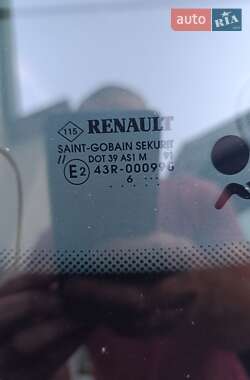 auto RIA
115 RENAULT
SAINT-GOBAIN SEKURIT
// DOT 39 AS1 M
E2 43R-000996
. . 6 . . .